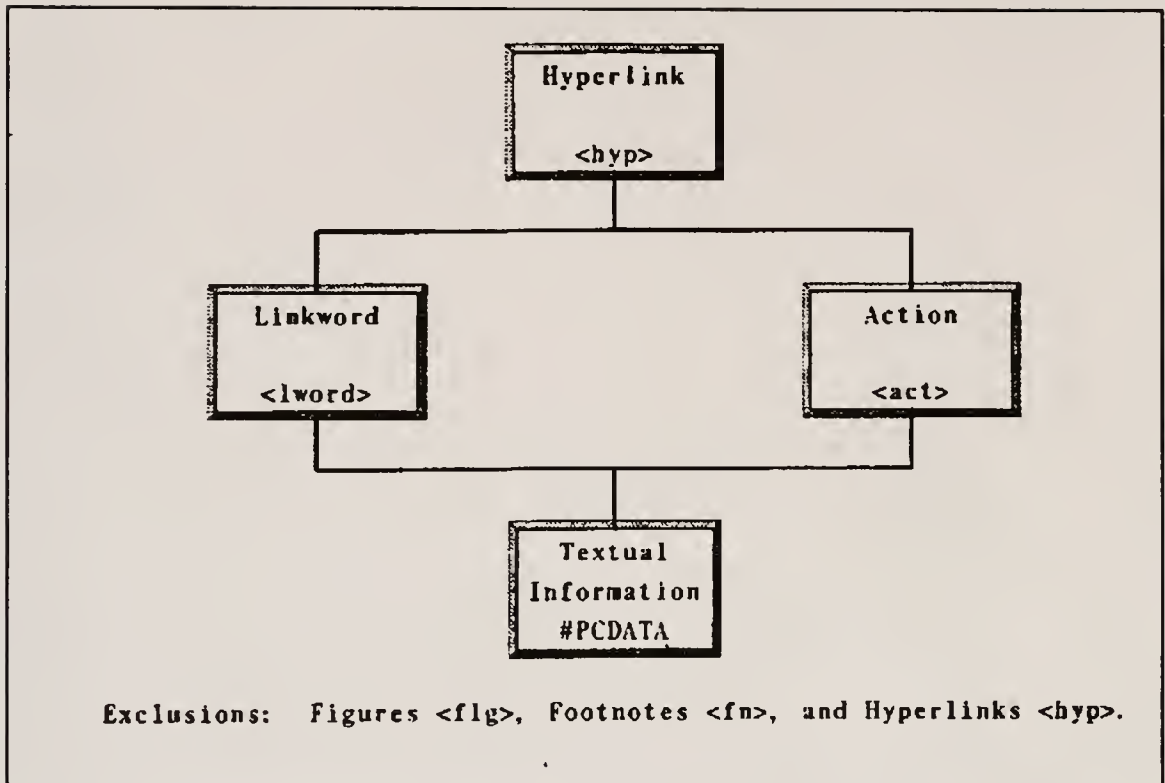 Hyperlink
<hyp>
Linkword
<lword>
Action
<act>
Textual
Information
#PCDATA
Exclusions: Figures <fig>, Footnotes <fn>, and Hyperlinks <hyp>.